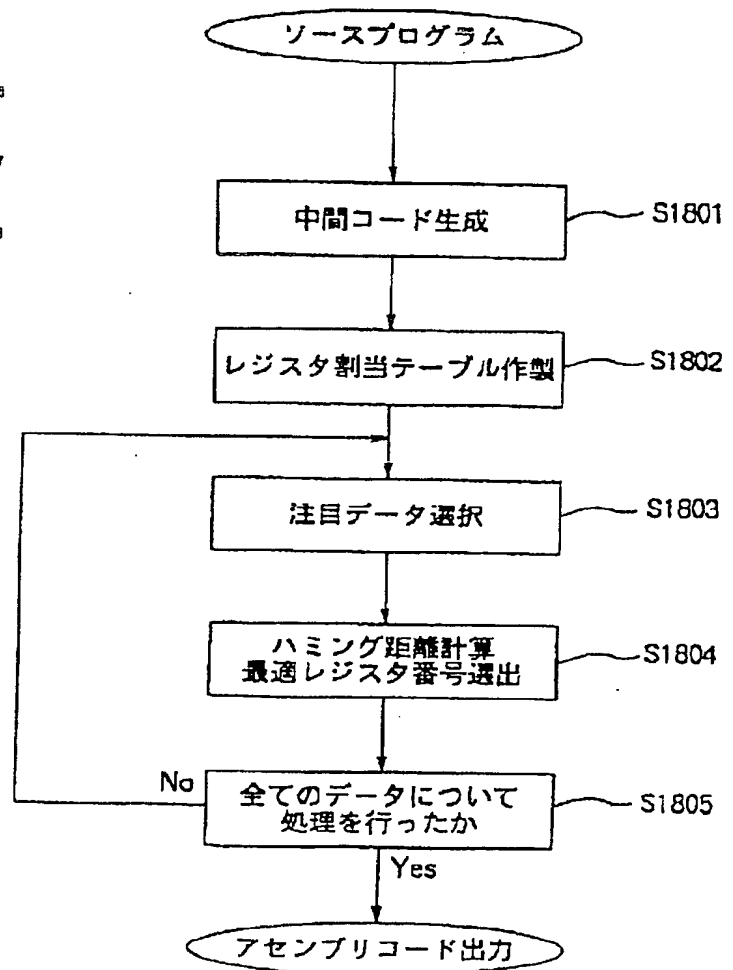 ソースプログラム
中間コード生成
S1801
レジスタ割当テーブル作製
S1802
注目データ選択
S1803
ハミング距離計算
最適レジスタ番号選出
S1804
No
全てのデータについて
処理を行ったか
S1805
Yes
アセンブリコード出力